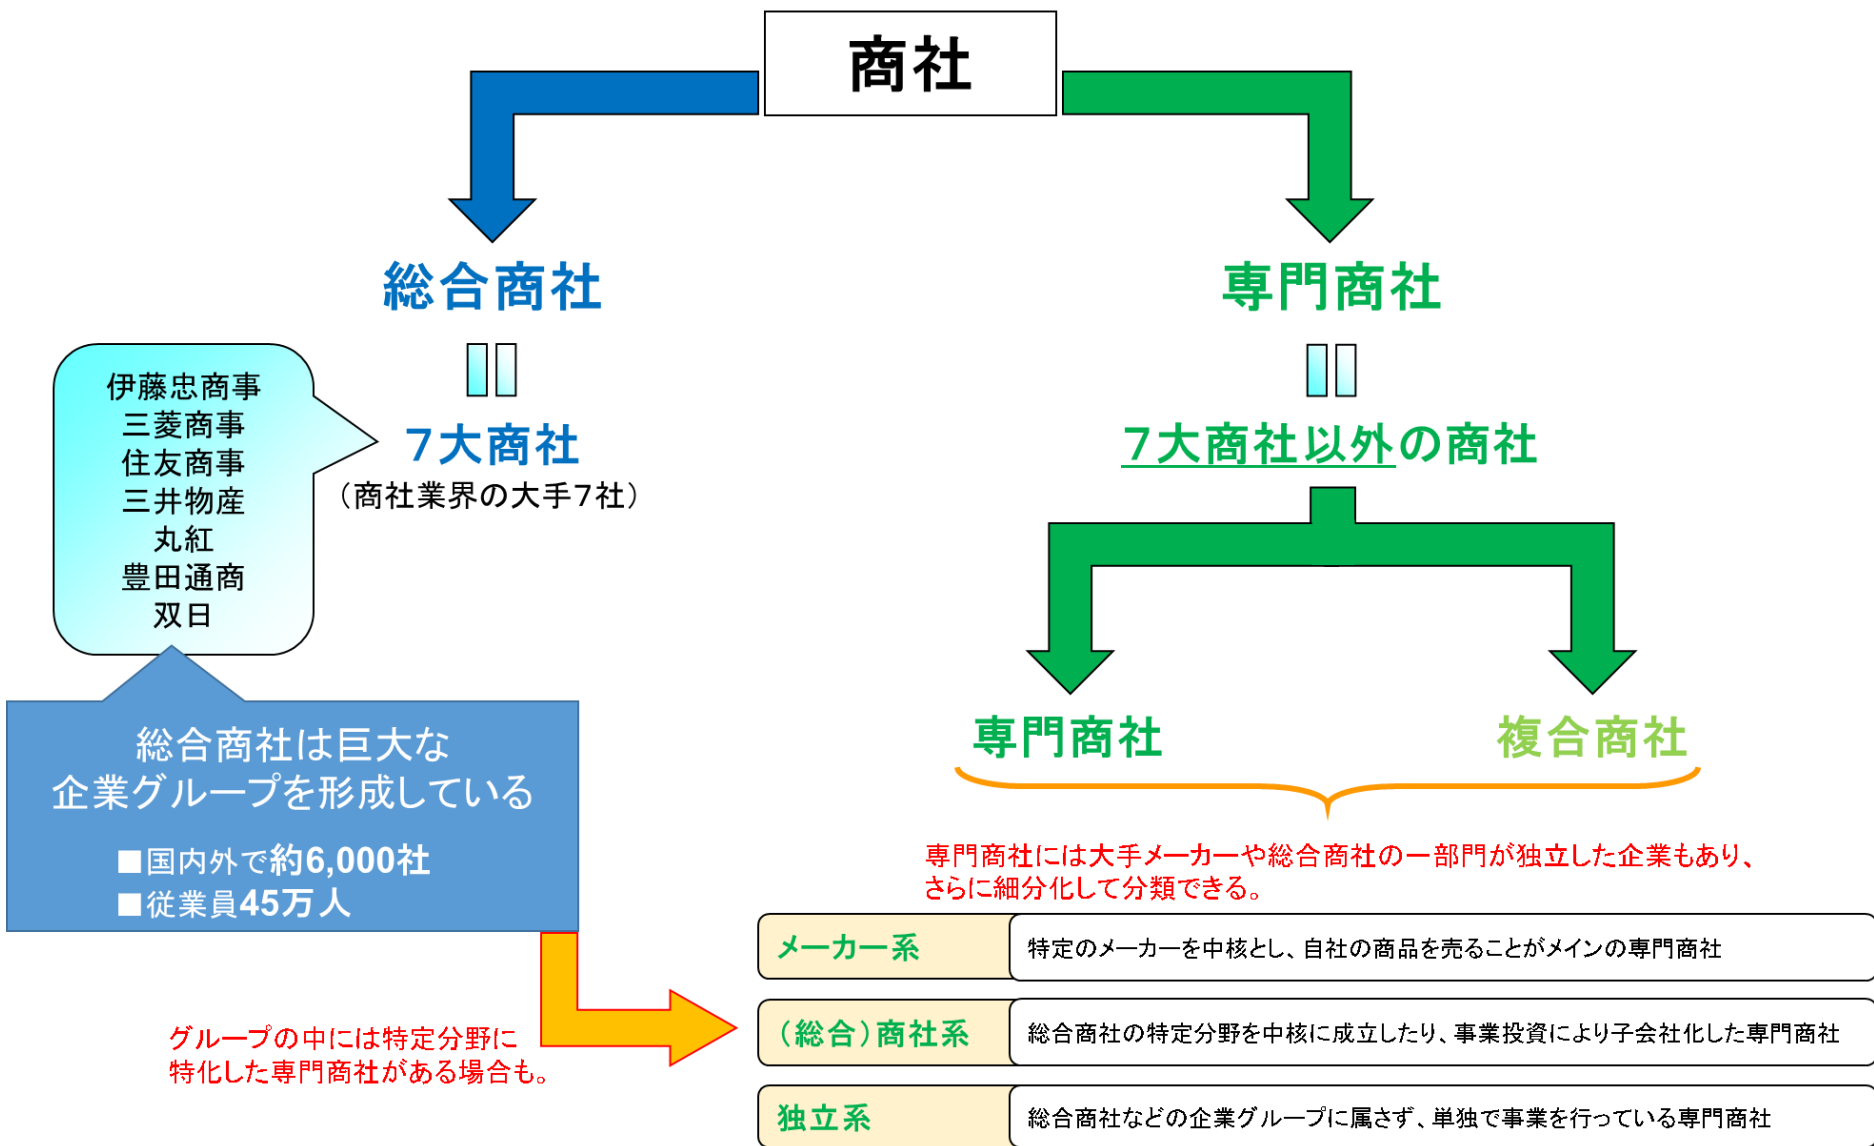 商社
総合商社
専門商社
伊藤忠商事
三菱商事
住友商事
三井物産
丸紅
豊田通商
双日
7大商社
（商社業界の大手7社）
7大商社以外の商社
専門商社
複合商社
総合商社は巨大な
企業グループを形成している
■国内外で約6,000社
■従業員45万人
専門商社には大手メーカーや総合商社の一部門が独立した企業もあり、
さらに細分化して分類できる。
グループの中には特定分野に
特化した専門商社がある場合も。
メーカー系
特定のメーカーを中核とし、自社の商品を売ることがメインの専門商社
（総合）商社系
総合商社の特定分野を中核に成立したり、事業投資により子会社化した専門商社
独立系
総合商社などの企業グループに属さず、単独で事業を行っている専門商社